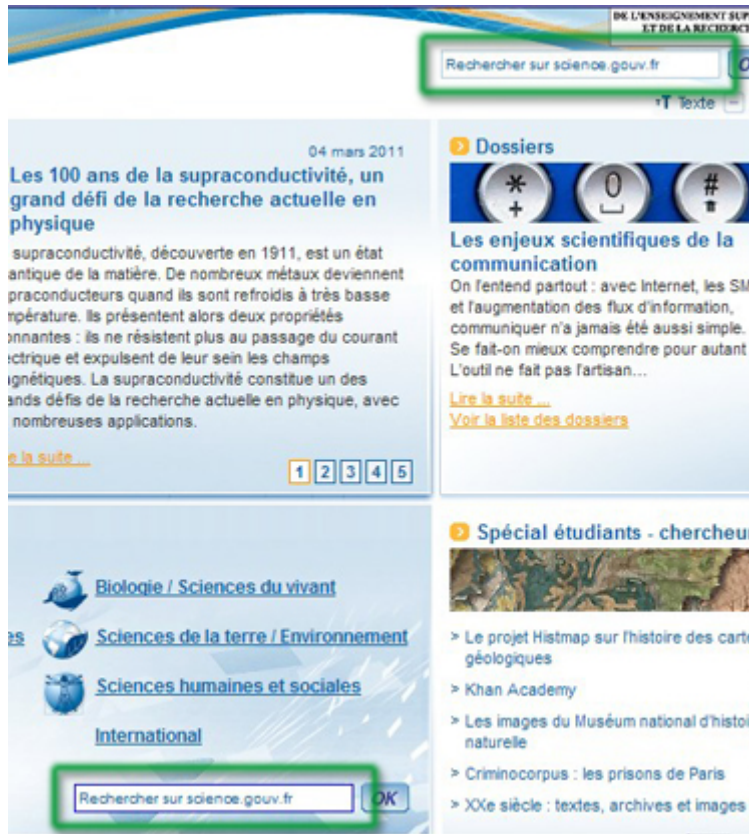 DE L'ENSEIGNEMENT SUP
ET DE LA RECHERC
Rechercher sur science.gouv.fr
Texte
04 mars 2011
Les 100 ans de la supraconductivité, un
grand défi de la recherche actuelle en
physique
supraconductivité, découverte en 1911, est un état
antique de la matière. De nombreux métaux deviennent
praconducteurs quand ils sont refroidis à très basse
mpérature. Ils présentent alors deux propriétés
onnantes : ils ne résistent plus au passage du courant
ectrique et expulsent de leur sein les champs
agnétiques. La supraconductivité constitue un des
ands défis de la recherche actuelle en physique, avec
nombreuses applications.
e la suite ...
1 2 3 4 5
Dossiers
* 0 #
+
Les enjeux scientifiques de la
communication
On l'entend partout : avec Internet, les SM
et l'augmentation des flux d'information,
communiquer n'a jamais été aussi simple.
Se fait-on mieux comprendre pour autant
L'outil ne fait pas l'artisan...
Lire la suite ...
Voir la liste des dossiers
Biologie / Sciences du vivant
es
Sciences de la terre / Environnement
Sciences humaines et sociales
International
Rechercher sur science.gouv.fr
OK
Spécial étudiants - chercheu
> Le projet Histmap sur l'histoire des carte
géologiques
> Khan Academy
> Les images du Muséum national d'histoi
naturelle
> Criminocorpus : les prisons de Paris
> XXe siècle : textes, archives et images